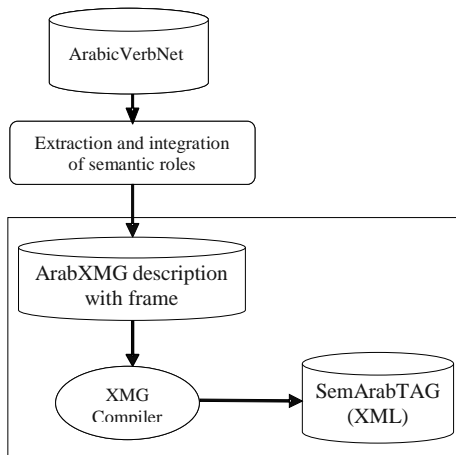 ArabicVerbNet
Extraction and integration
of semantic roles
ArabXMG description
with frame
XMG
Compiler
SemArabTAG
(XML)